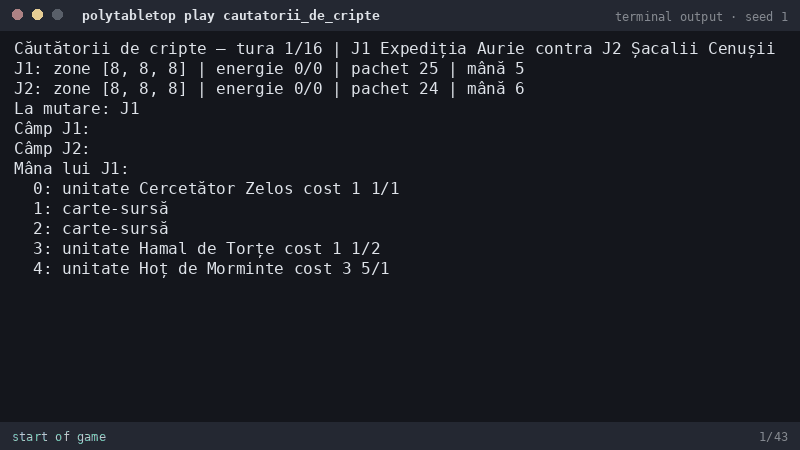 polytabletop play cautatorii_de_cripte
terminal output · seed 1
Căutătorii de cripte — tura 1/16 | J1 Expediția Aurie contra J2 Șacalii Cenușii
J1: zone [8, 8, 8] | energie 0/0 | pachet 25 | mână 5
J2: zone [8, 8, 8] | energie 0/0 | pachet 24 | mână 6
La mutare: J1
Câmp J1:
Câmp J2:
Mâna lui J1:
0: unitate Cercetător Zelos cost 1 1/1
1: carte-sursă
2: carte-sursă
3: unitate Hamal de Torțe cost 1 1/2
4: unitate Hoț de Morminte cost 3 5/1
start of game
1/43